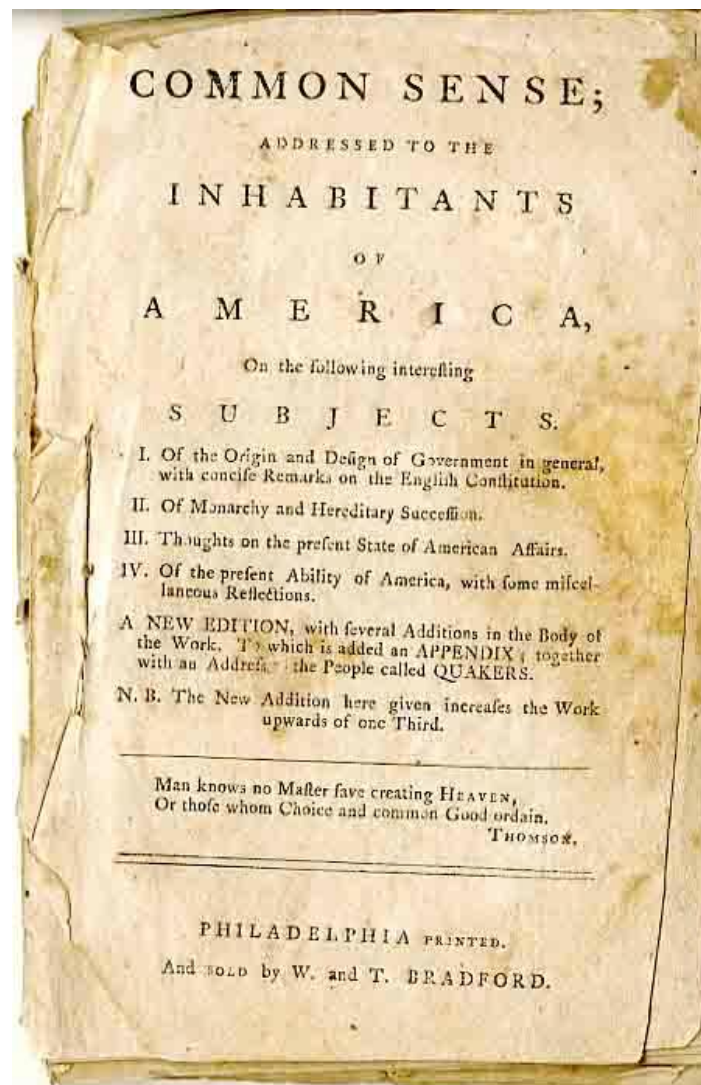 COMMON SENSE;
ADDRESSED TO THE
INHABITANTS
OF
AMERICA,
On the following intereſting
SUBJECTS.
I. Of the Origin and Deſign of Government in general,
with conciſe Remarks on the Engliſh Conſtitution.
II. Of Monarchy and Hereditary Succeſſion.
III. Thoughts on the preſent State of American Affairs.
IV. Of the preſent Ability of America, with ſome miſcel-
laneous Reflections.
A NEW EDITION, with ſeveral Additions in the Body of
the Work. To which is added an APPENDIX; together
with an Addreſs the People called QUAKERS.
N. B. The New Addition here given increaſes the Work
upwards of one Third.
Man knows no Maſter ſave creating HEAVEN,
Or thoſe whom Choice and common Good ordain.
THOMSON.
PHILADELPHIA PRINTED.
And SOLD by W. and T. BRADFORD.